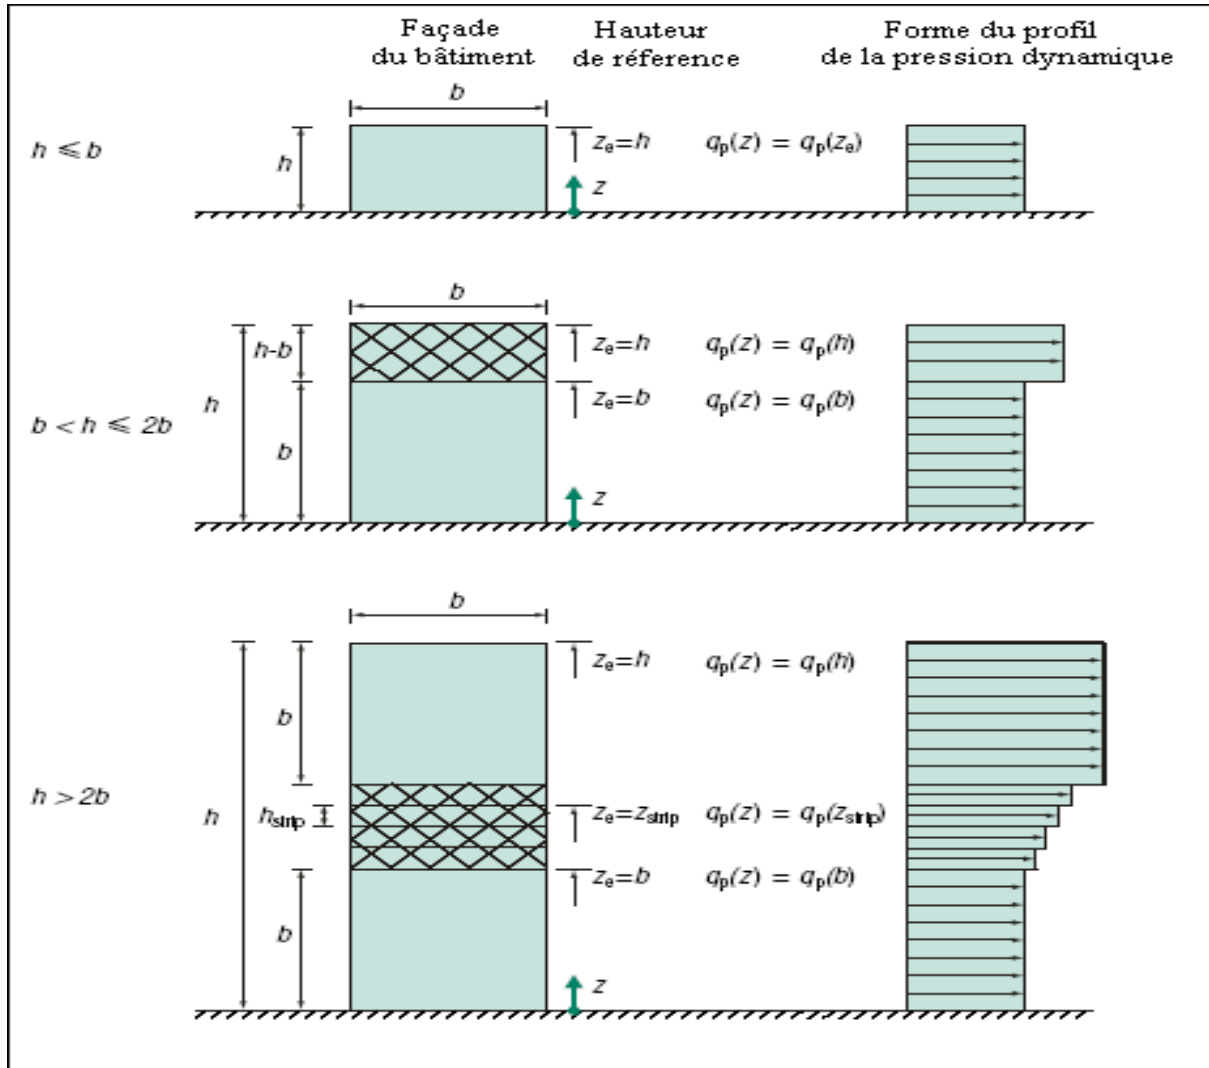 Façade
du bâtiment
Hauteur
de réference
Forme du profil
de la pression dynamique
h ⩽ b
b
h
ze=h
qp(z) = qp(ze)
z
b < h ⩽ 2b
b
h
h-b
b
ze=h
qp(z) = qp(h)
ze=b
qp(z) = qp(b)
z
h > 2b
b
h
b
hstrip
b
ze=h
qp(z) = qp(h)
ze=zstrip
qp(z) = qp(zstrip)
ze=b
qp(z) = qp(b)
z